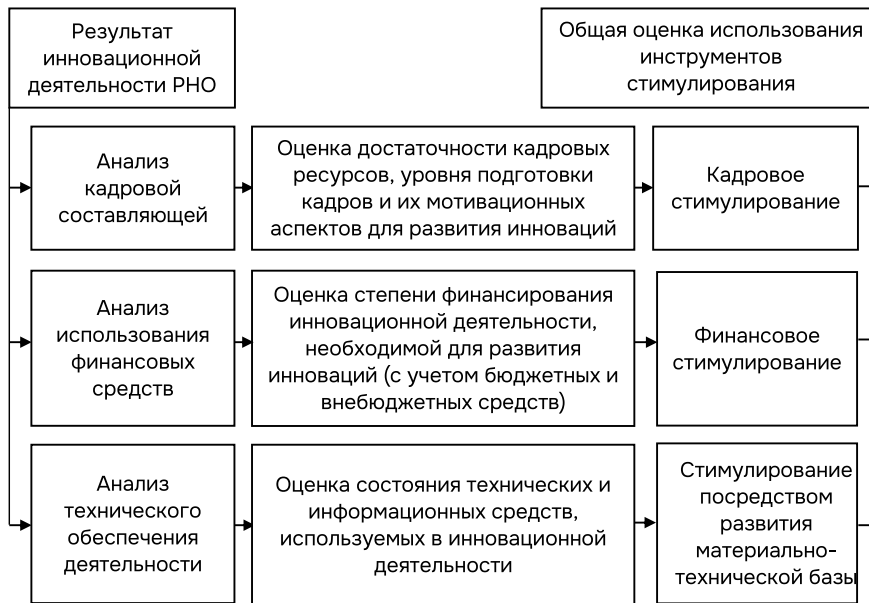 Результат
инновационной
деятельности РНО
Общая оценка использования
инструментов
стимулирования
Анализ
кадровой
составляющей
Оценка достаточности кадровых
ресурсов, уровня подготовки
кадров и их мотивационных
аспектов для развития инноваций
Кадровое
стимулирование
Анализ
использования
финансовых
средств
Оценка степени финансирования
инновационной деятельности,
необходимой для развития
инноваций (с учетом бюджетных и
внебюджетных средств)
Финансовое
стимулирование
Анализ
технического
обеспечения
деятельности
Оценка состояния технических и
информационных средств,
используемых в инновационной
деятельности
Стимулирование
посредством
развития
материально-
технической базы